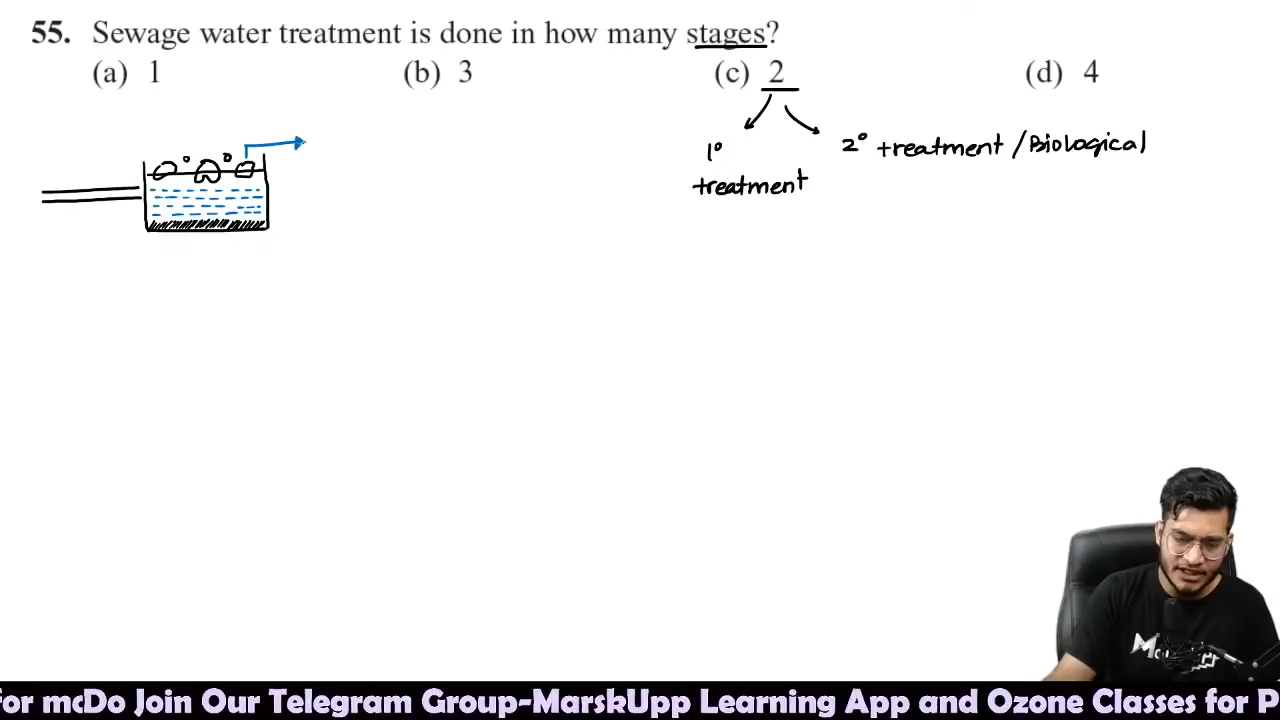 55. Sewage water treatment is done in how many stages?
(a) 1 (b) 3 (c) 2 (d) 4
1° 2° treatment / Biological
treatment
for mcDo Join Our Telegram Group-MarskUpp Learning App and Ozone Classes for P